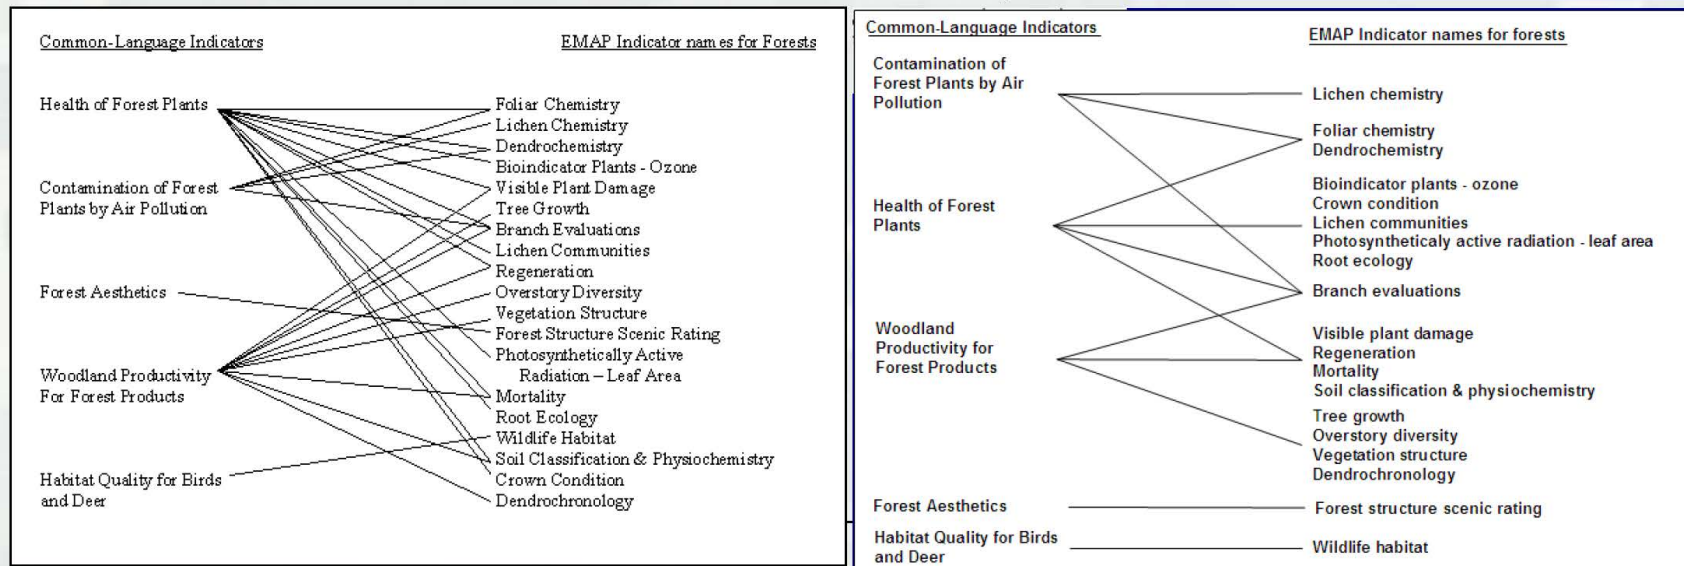 Common-Language Indicators
EMAP Indicator names for Forests
Health of Forest Plants
Contamination of Forest
Plants by Air Pollution
Forest Aesthetics
Woodland Productivity
For Forest Products
Habitat Quality for Birds
and Deer
Foliar Chemistry
Lichen Chemistry
Dendrochemistry
Bioindicator Plants - Ozone
Visible Plant Damage
Tree Growth
Branch Evaluations
Lichen Communities
Regeneration
Overstory Diversity
Vegetation Structure
Forest Structure Scenic Rating
Photosynthetically Active
Radiation – Leaf Area
Mortality
Root Ecology
Wildlife Habitat
Soil Classification & Physiochemistry
Crown Condition
Dendrochronology
Common-Language Indicators
EMAP Indicator names for forests
Contamination of
Forest Plants by Air
Pollution
Health of Forest
Plants
Woodland
Productivity for
Forest Products
Forest Aesthetics
Habitat Quality for Birds
and Deer
Lichen chemistry
Foliar chemistry
Dendrochemistry
Bioindicator plants - ozone
Crown condition
Lichen communities
Photosyntheticaly active radiation - leaf area
Root ecology
Branch evaluations
Visible plant damage
Regeneration
Mortality
Soil classification & physiochemistry
Tree growth
Overstory diversity
Vegetation structure
Dendrochronology
Forest structure scenic rating
Wildlife habitat